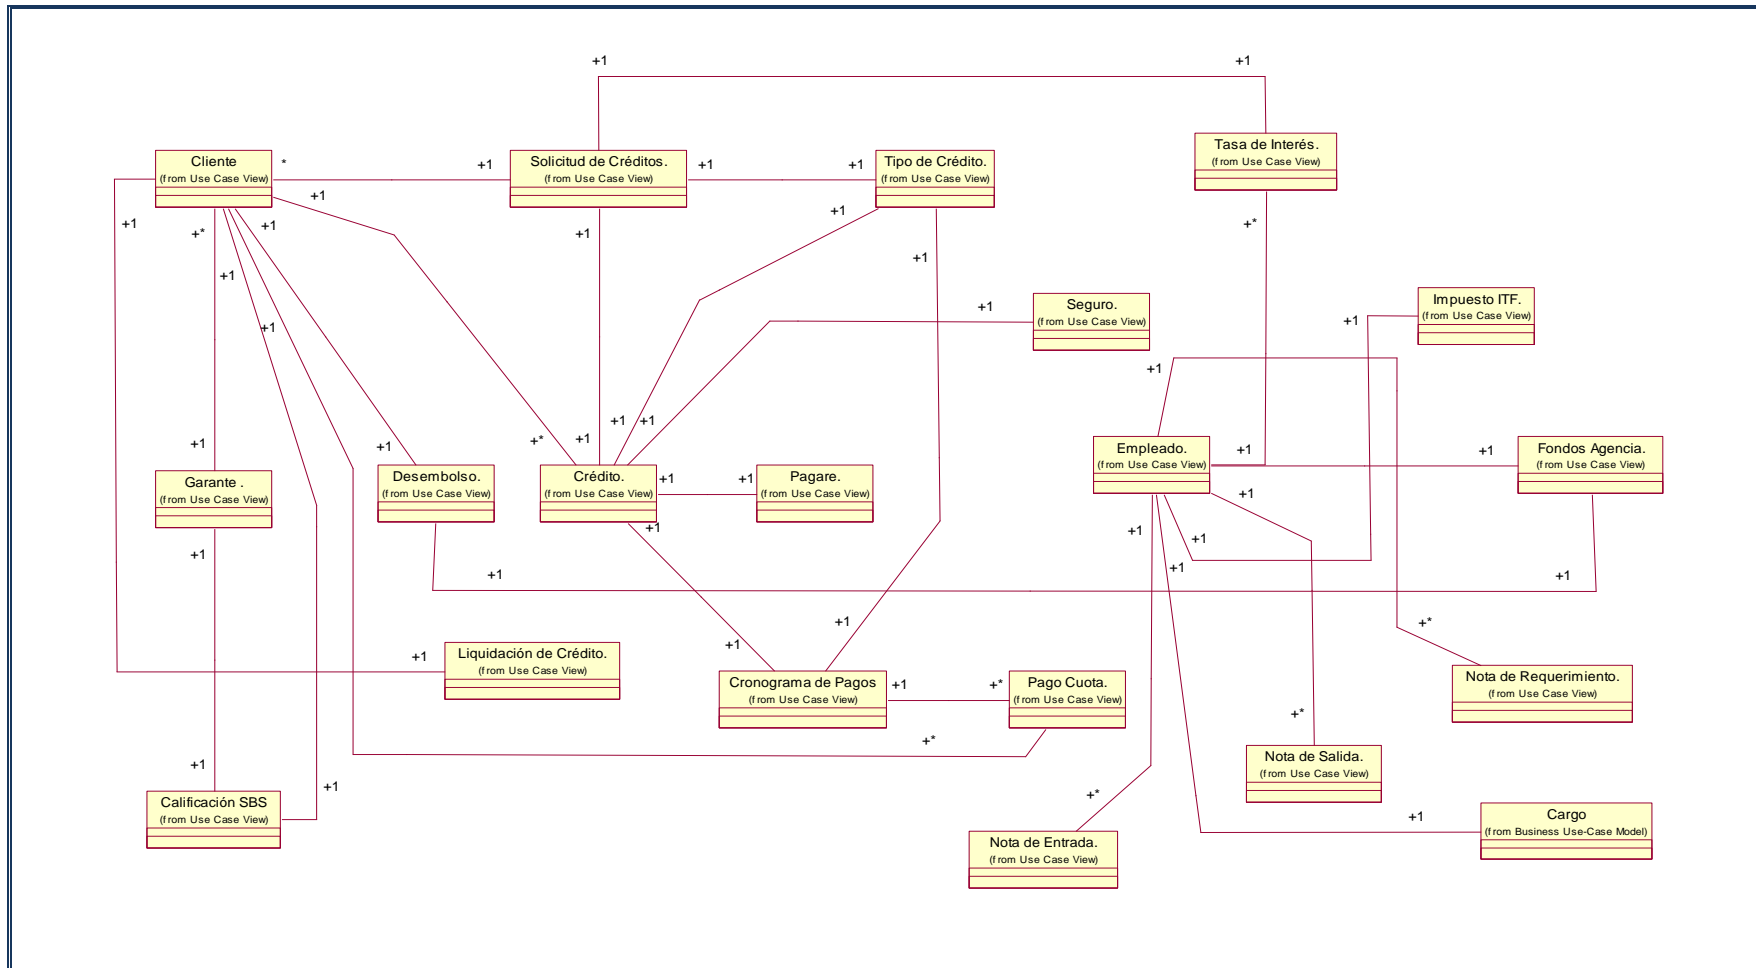 +1
+1
Cliente
(from Use Case View)
*
+1
Solicitud de Créditos.
(from Use Case View)
+1
+1
Tipo de Crédito.
(from Use Case View)
Tasa de Interés.
(from Use Case View)
+1
+1
+*
+1
+1
+1
+1
+1
+*
+1
+1
Seguro.
(from Use Case View)
+1
Impuesto ITF.
(from Use Case View)
+1
+1
+1
+1
+1
+*
+1
+1
+1
+1
Garante .
(from Use Case View)
Desembolso.
(from Use Case View)
Crédito.
(from Use Case View)
+1
+1
Pagare.
(from Use Case View)
Empleado.
(from Use Case View)
+1
+1
Fondos Agencia.
(from Use Case View)
+1
+1
+1
+1
+1
+1
+1
+1
+1
+1
+1
+*
+1
Liquidación de Crédito.
(from Use Case View)
Cronograma de Pagos
(from Use Case View)
+1
+*
Pago Cuota.
(from Use Case View)
Nota de Requerimiento.
(from Use Case View)
+*
+*
Nota de Salida.
(from Use Case View)
+1
+1
+*
Calificación SBS
(from Use Case View)
Nota de Entrada.
(from Use Case View)
+1
Cargo
(from Business Use-Case Model)